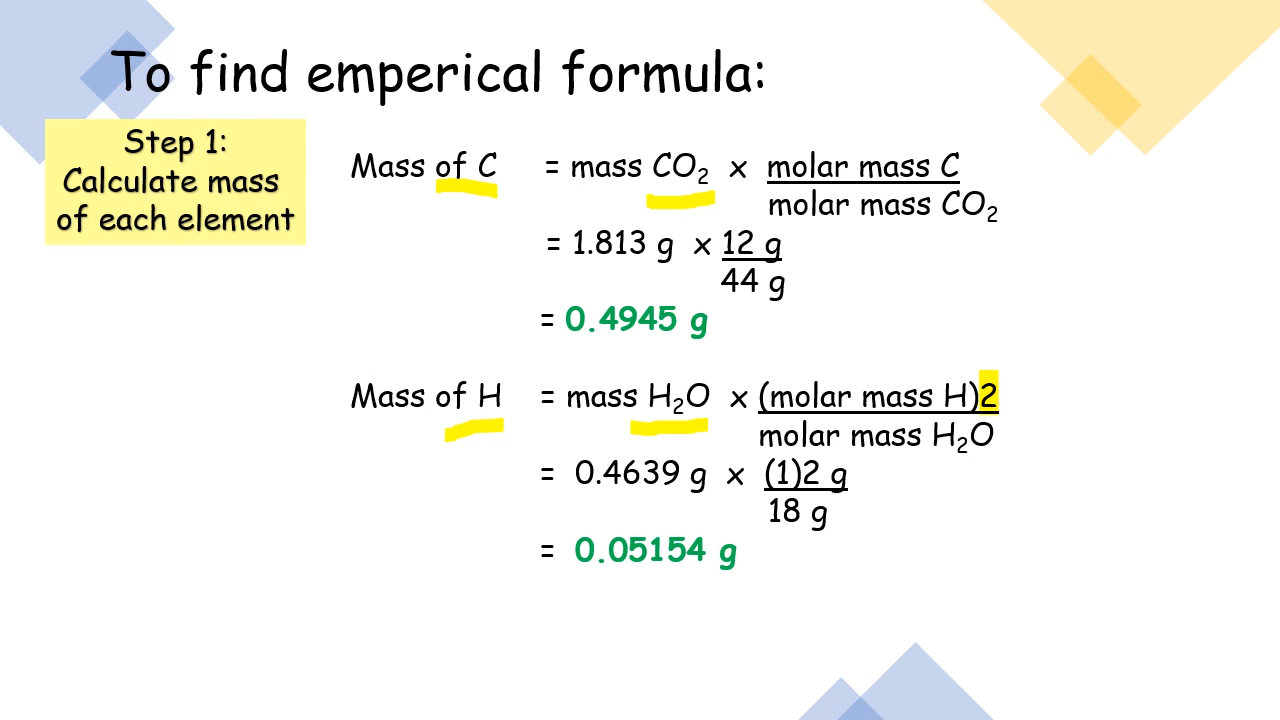 To find emperical formula:
Step 1:
Calculate mass
of each element
Mass of C = mass CO₂ x molar mass C
molar mass CO₂
= 1.813 g x 12 g
44 g
= 0.4945 g
Mass of H = mass H₂O x (molar mass H)2
molar mass H₂O
= 0.4639 g x (1)2 g
18 g
= 0.05154 g